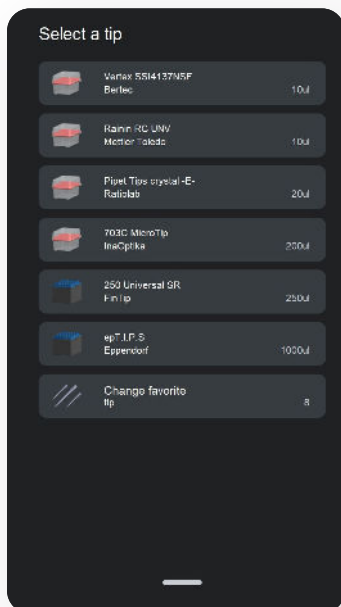 Select a tip
Vertex SSI4137NSF
Bertec
10ul
Rainin RC UNV
Mettler Toledo
10ul
Pipet Tips crystal -E-
Ratiolab
20ul
703C MicroTip
InaOptika
200ul
250 Universal SR
FinTip
250ul
epT.I.P.S
Eppendorf
1000ul
Change favorite
tip
8